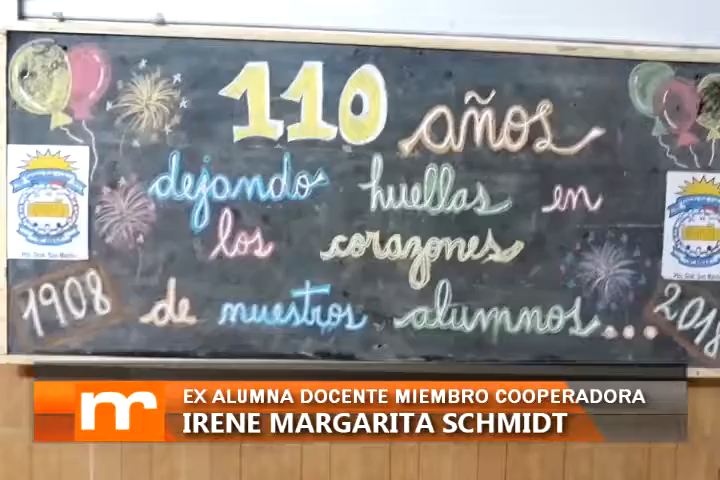 110 años
dejando huellas en
los corazones
de nuestros alumnos...
1908
2018
EX ALUMNA DOCENTE MIEMBRO COOPERADORA
IRENE MARGARITA SCHMIDT